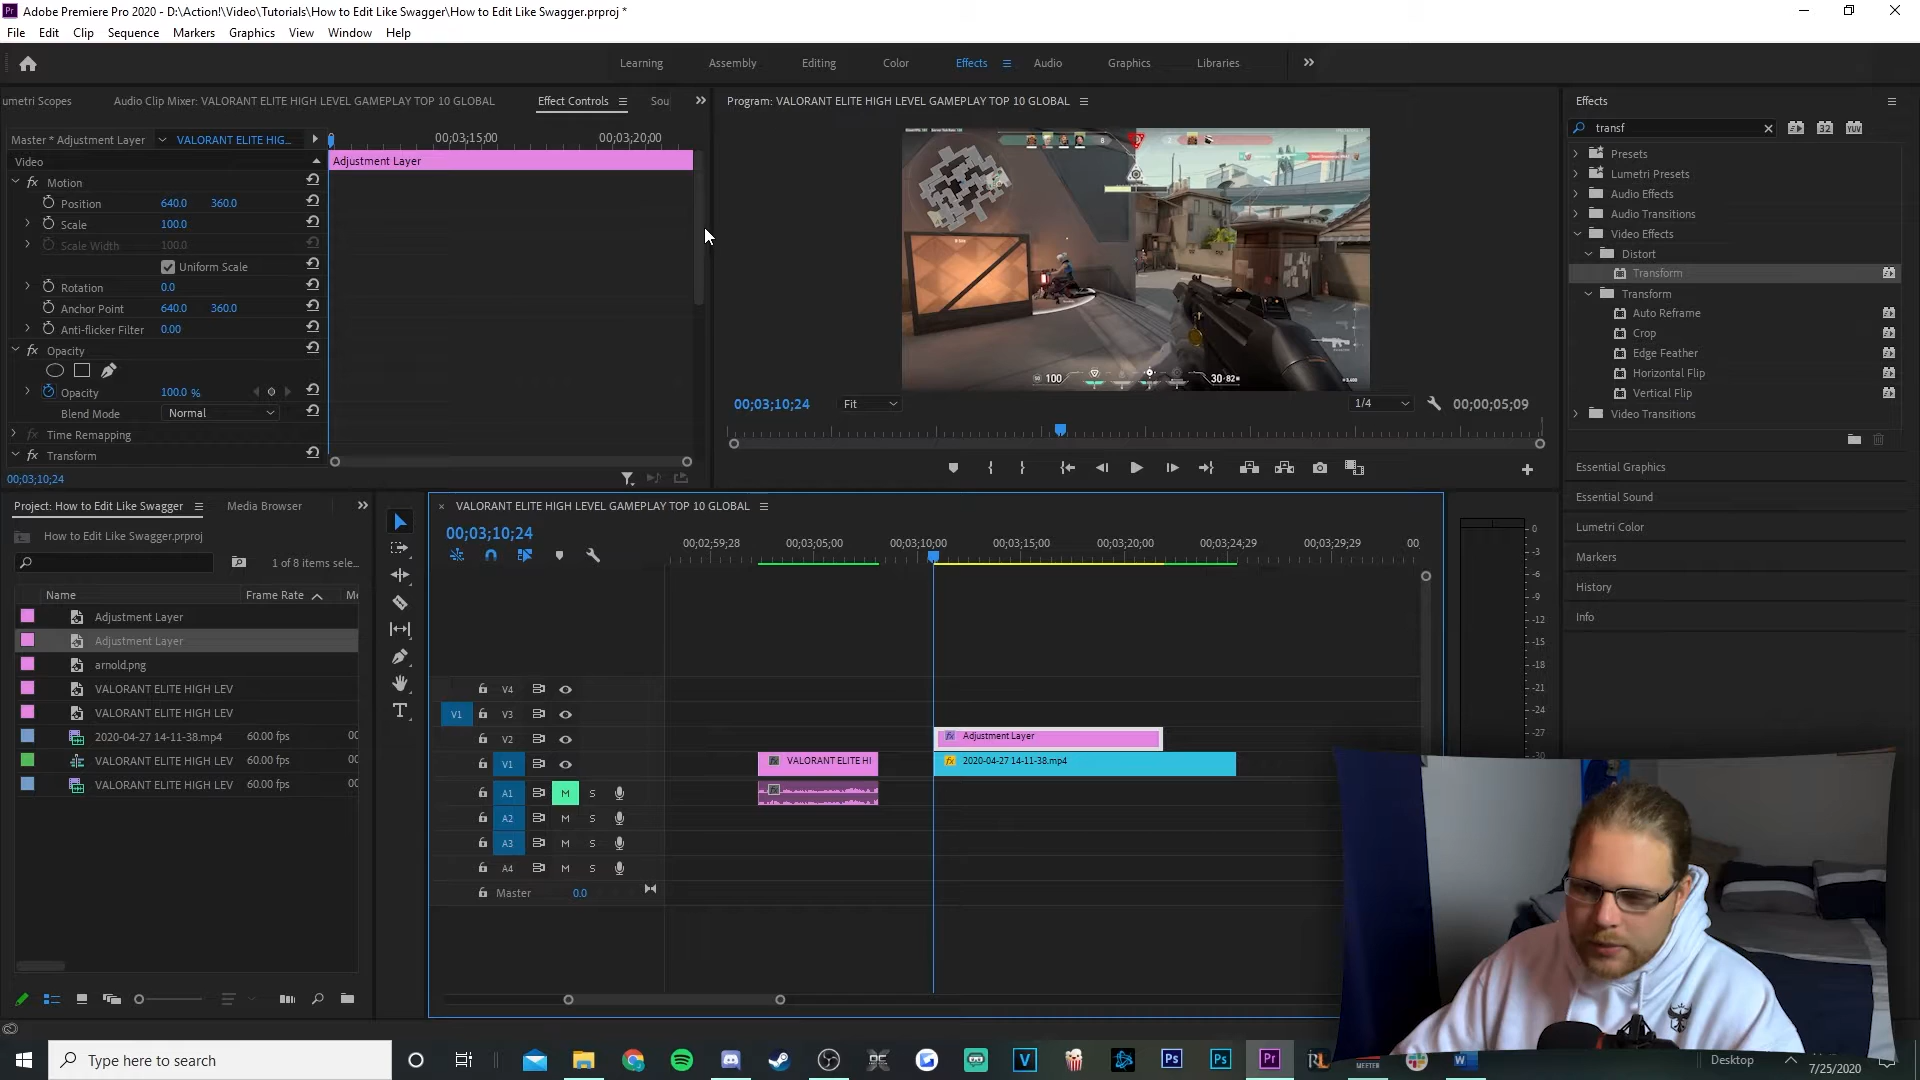 Adobe Premiere Pro 2020 - D:\Action!\Video\Tutorials\How to Edit Like Swagger\How to Edit Like Swagger.prproj *
File Edit Clip Sequence Markers Graphics View Window Help
Learning Assembly Editing Color Effects Audio Graphics Libraries
umetri Scopes Audio Clip Mixer: VALORANT ELITE HIGH LEVEL GAMEPLAY TOP 10 GLOBAL Effect Controls Sou
Program: VALORANT ELITE HIGH LEVEL GAMEPLAY TOP 10 GLOBAL
Effects
Master * Adjustment Layer VALORANT ELITE HIG... 00;03;15;00 00;03;20;00
transf
Video
Adjustment Layer
Motion
Position 640.0 360.0
Scale 100.0
Scale Width 100.0
Uniform Scale
Rotation 0.0
Anchor Point 640.0 360.0
Anti-flicker Filter 0.00
Opacity
Opacity 100.0 %
Blend Mode Normal
Time Remapping
Transform
00;03;10;24
00;03;10;24 Fit 1/4 00;00;05;09
Presets
Lumetri Presets
Audio Effects
Audio Transitions
Video Effects
Distort
Transform
Transform
Auto Reframe
Crop
Edge Feather
Horizontal Flip
Vertical Flip
Video Transitions
Essential Graphics
Essential Sound
Lumetri Color
Markers
History
Info
Project: How to Edit Like Swagger Media Browser
How to Edit Like Swagger.prproj
1 of 8 items sele...
Name Frame Rate
Adjustment Layer
Adjustment Layer
arnold.png
VALORANT ELITE HIGH LEV
VALORANT ELITE HIGH LEV
2020-04-27 14-11-38.mp4 60.00 fps 00
VALORANT ELITE HIGH LEV 60.00 fps 00
VALORANT ELITE HIGH LEV 60.00 fps 00
VALORANT ELITE HIGH LEVEL GAMEPLAY TOP 10 GLOBAL
00;03;10;24
00;02;59;28 00;03;05;00 00;03;10;00 00;03;15;00 00;03;20;00 00;03;24;29 00;03;29;29 00
V4
V1 V3
V2 Adjustment Layer
V1 VALORANT ELITE HI 2020-04-27 14-11-38.mp4
A1 M S
A2 M S
A3 M S
A4 M S
Master 0.0
0
-3
-6
-9
-12
-15
-18
-21
-24
-27
-30
Type here to search
Desktop
7/25/2020